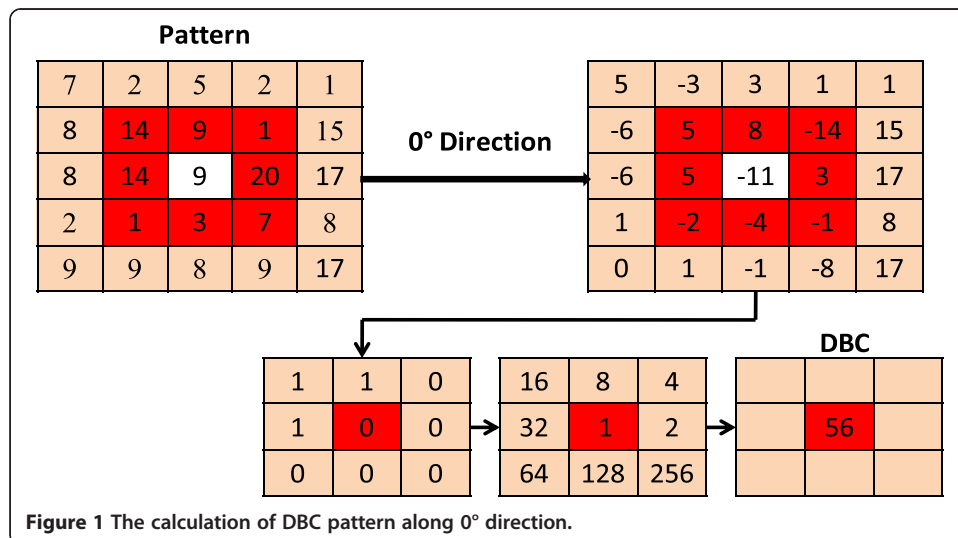 Pattern
7 2 5 2 1
8 14 9 1 15
8 14 9 20 17
2 1 3 7 8
9 9 8 9 17
0° Direction
5 -3 3 1 1
-6 5 8 -14 15
-6 5 -11 3 17
1 -2 -4 -1 8
0 1 -1 -8 17
1 1 0
1 0 0
0 0 0
16 8 4
32 1 2
64 128 256
DBC
56
Figure 1 The calculation of DBC pattern along 0° direction.